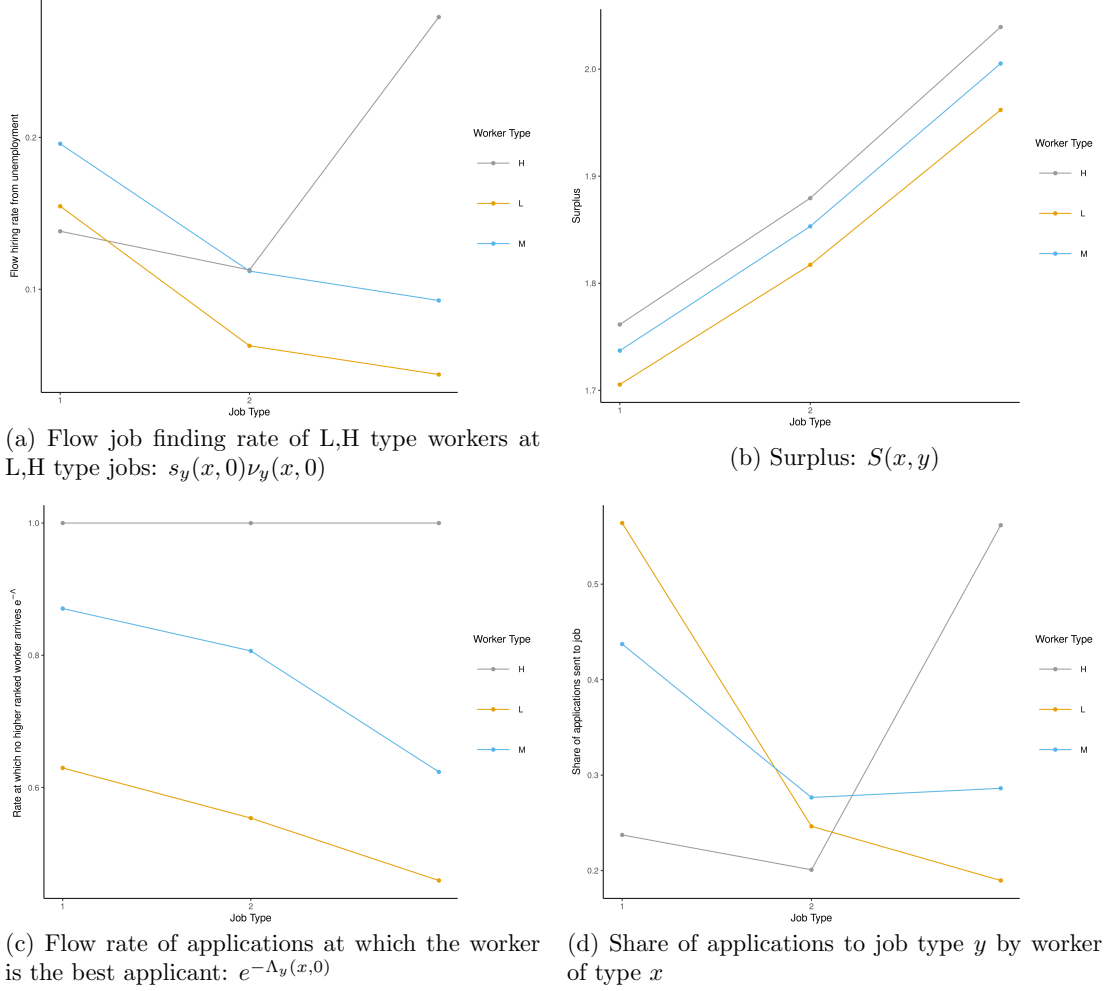 Flow hiring rate from unemployment
0.2
0.1
1
2
Job Type
Worker Type
H
L
M
(a) Flow job finding rate of L,H type workers at
L,H type jobs: s_y(x, 0)ν_y(x, 0)
Surplus
2.0
1.9
1.8
1.7
1
2
Job Type
Worker Type
H
L
M
(b) Surplus: S(x, y)
Rate at which no higher ranked worker arrives e^{−Λ}
1.0
0.8
0.6
1
2
Job Type
Worker Type
H
L
M
(c) Flow rate of applications at which the worker
is the best applicant: e^{−Λ_y(x,0)}
Share of applications sent to job
0.5
0.4
0.3
0.2
1
2
Job Type
Worker Type
H
L
M
(d) Share of applications to job type y by worker
of type x